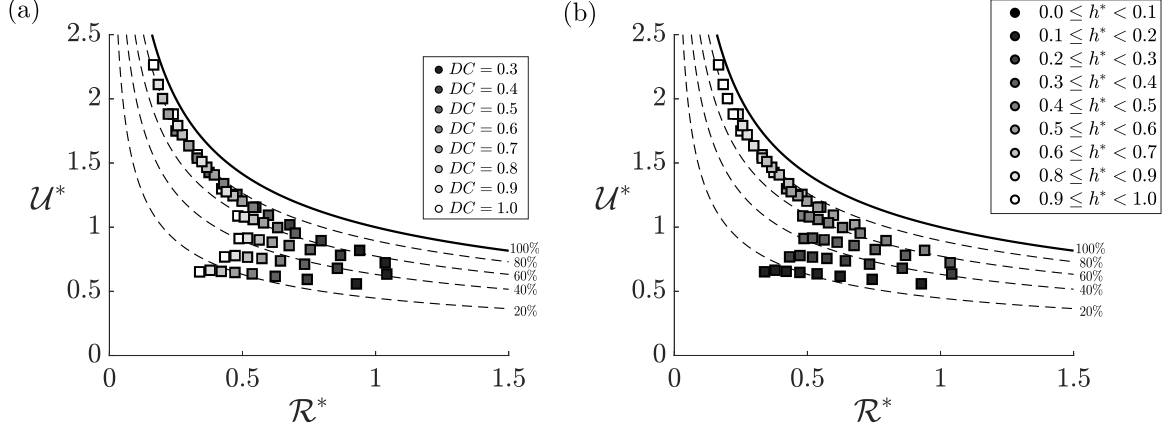 (a)
2.5
2
1.5
1
0.5
0
0
0.5
1
1.5
𝒰*
ℛ*
DC = 0.3
DC = 0.4
DC = 0.5
DC = 0.6
DC = 0.7
DC = 0.8
DC = 0.9
DC = 1.0
100%
80%
60%
40%
20%
(b)
2.5
2
1.5
1
0.5
0
0
0.5
1
1.5
𝒰*
ℛ*
0.0 ≤ h* < 0.1
0.1 ≤ h* < 0.2
0.2 ≤ h* < 0.3
0.3 ≤ h* < 0.4
0.4 ≤ h* < 0.5
0.5 ≤ h* < 0.6
0.6 ≤ h* < 0.7
0.8 ≤ h* < 0.9
0.9 ≤ h* < 1.0
100%
80%
60%
40%
20%